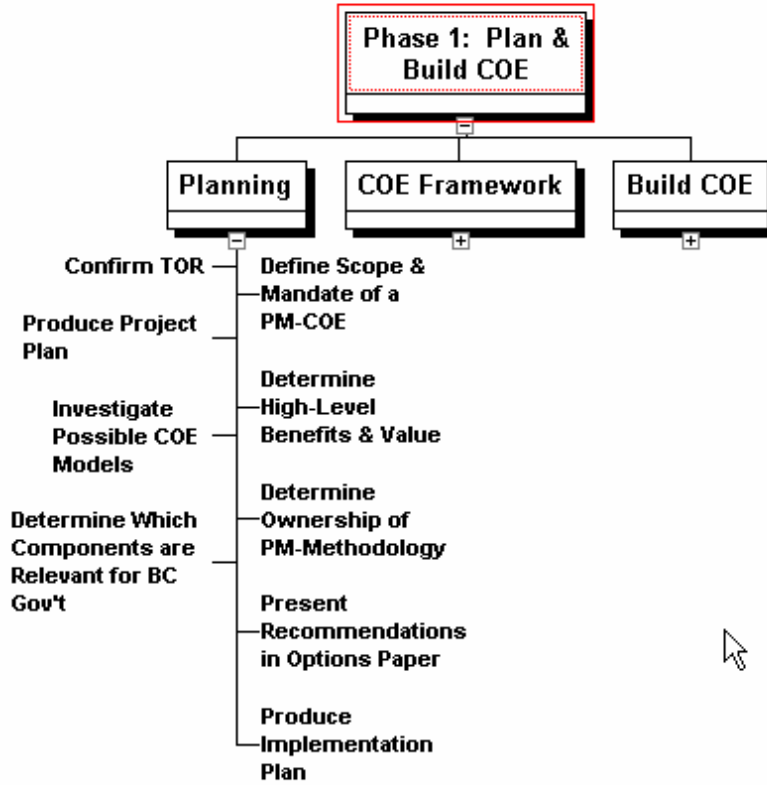 Phase 1: Plan &
Build COE
Planning
COE Framework
Build COE
Confirm TOR
Define Scope &
Mandate of a
PM-COE
Produce Project
Plan
Determine
High-Level
Benefits & Value
Investigate
Possible COE
Models
Determine
Ownership of
PM-Methodology
Determine Which
Components are
Relevant for BC
Gov't
Present
Recommendations
in Options Paper
Produce
Implementation
Plan